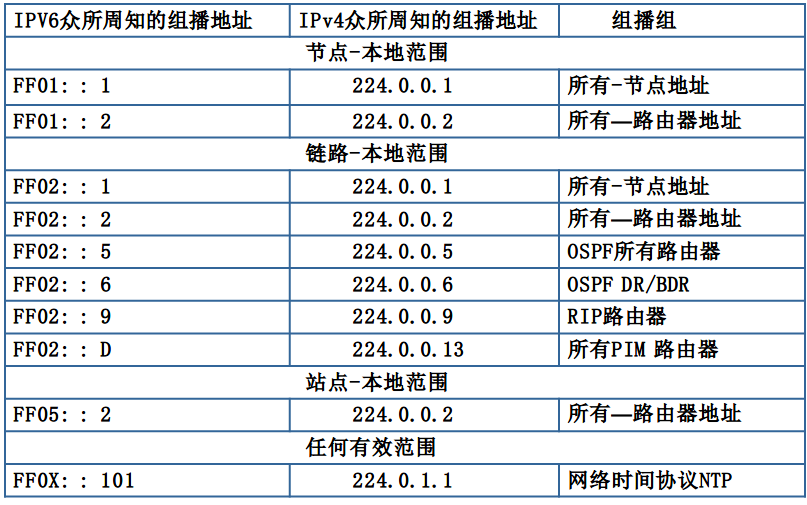 IPV6众所周知的组播地址 IPv4众所周知的组播地址 组播组
节点-本地范围
FF01: : 1 224.0.0.1 所有-节点地址
FF01: : 2 224.0.0.2 所有—路由器地址
链路-本地范围
FF02: : 1 224.0.0.1 所有-节点地址
FF02: : 2 224.0.0.2 所有—路由器地址
FF02: : 5 224.0.0.5 OSPF所有路由器
FF02: : 6 224.0.0.6 OSPF DR/BDR
FF02: : 9 224.0.0.9 RIP路由器
FF02: : D 224.0.0.13 所有PIM 路由器
站点-本地范围
FF05: : 2 224.0.0.2 所有—路由器地址
任何有效范围
FF0X: : 101 224.0.1.1 网络时间协议NTP